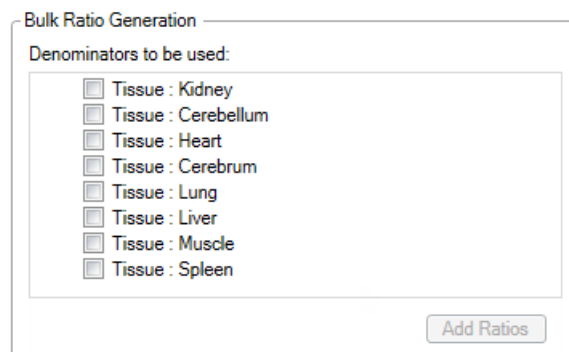 Bulk Ratio Generation
Denominators to be used:
Tissue : Kidney
Tissue : Cerebellum
Tissue : Heart
Tissue : Cerebrum
Tissue : Lung
Tissue : Liver
Tissue : Muscle
Tissue : Spleen
Add Ratios